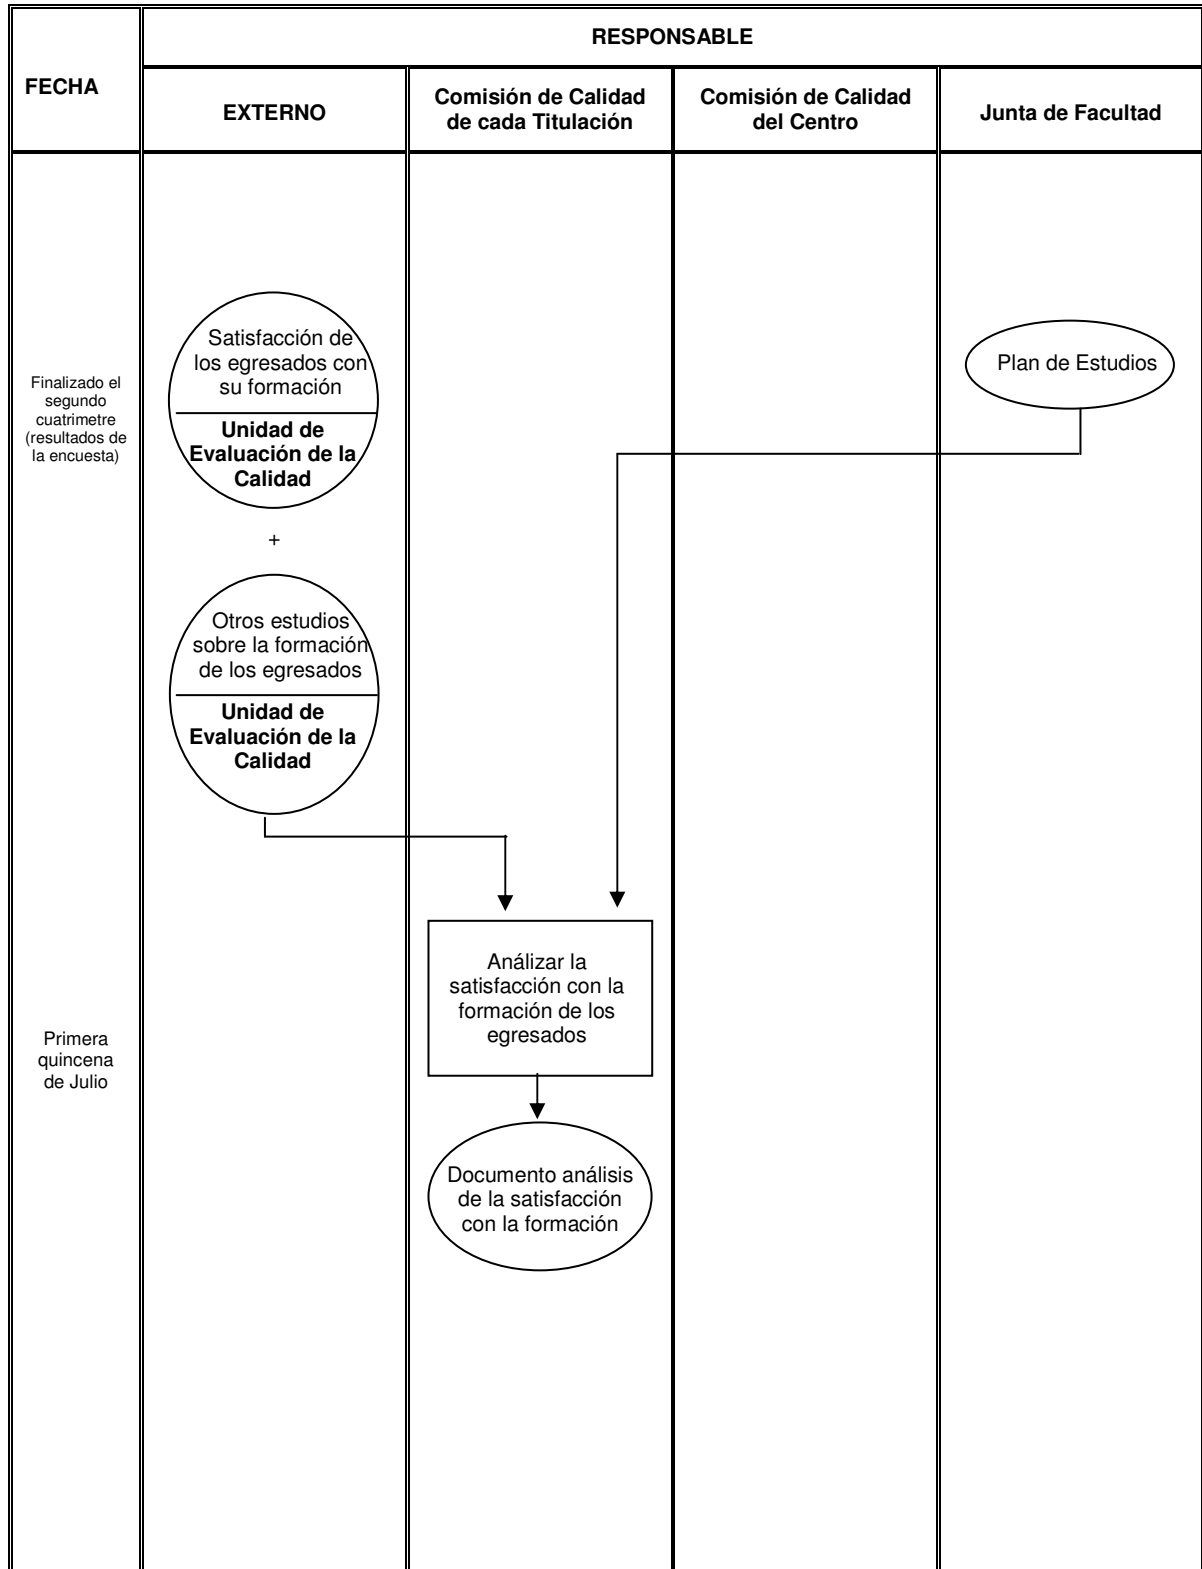 RESPONSABLE
FECHA
EXTERNO
Comisión de Calidad
de cada Titulación
Comisión de Calidad
del Centro
Junta de Facultad
Finalizado el
segundo
cuatrimetre
(resultados de
la encuesta)
Satisfacción de
los egresados con
su formación
Unidad de
Evaluación de la
Calidad
+
Otros estudios
sobre la formación
de los egresados
Unidad de
Evaluación de la
Calidad
Plan de Estudios
Primera
quincena
de Julio
Análizar la
satisfacción con la
formación de los
egresados
Documento análisis
de la satisfacción
con la formación